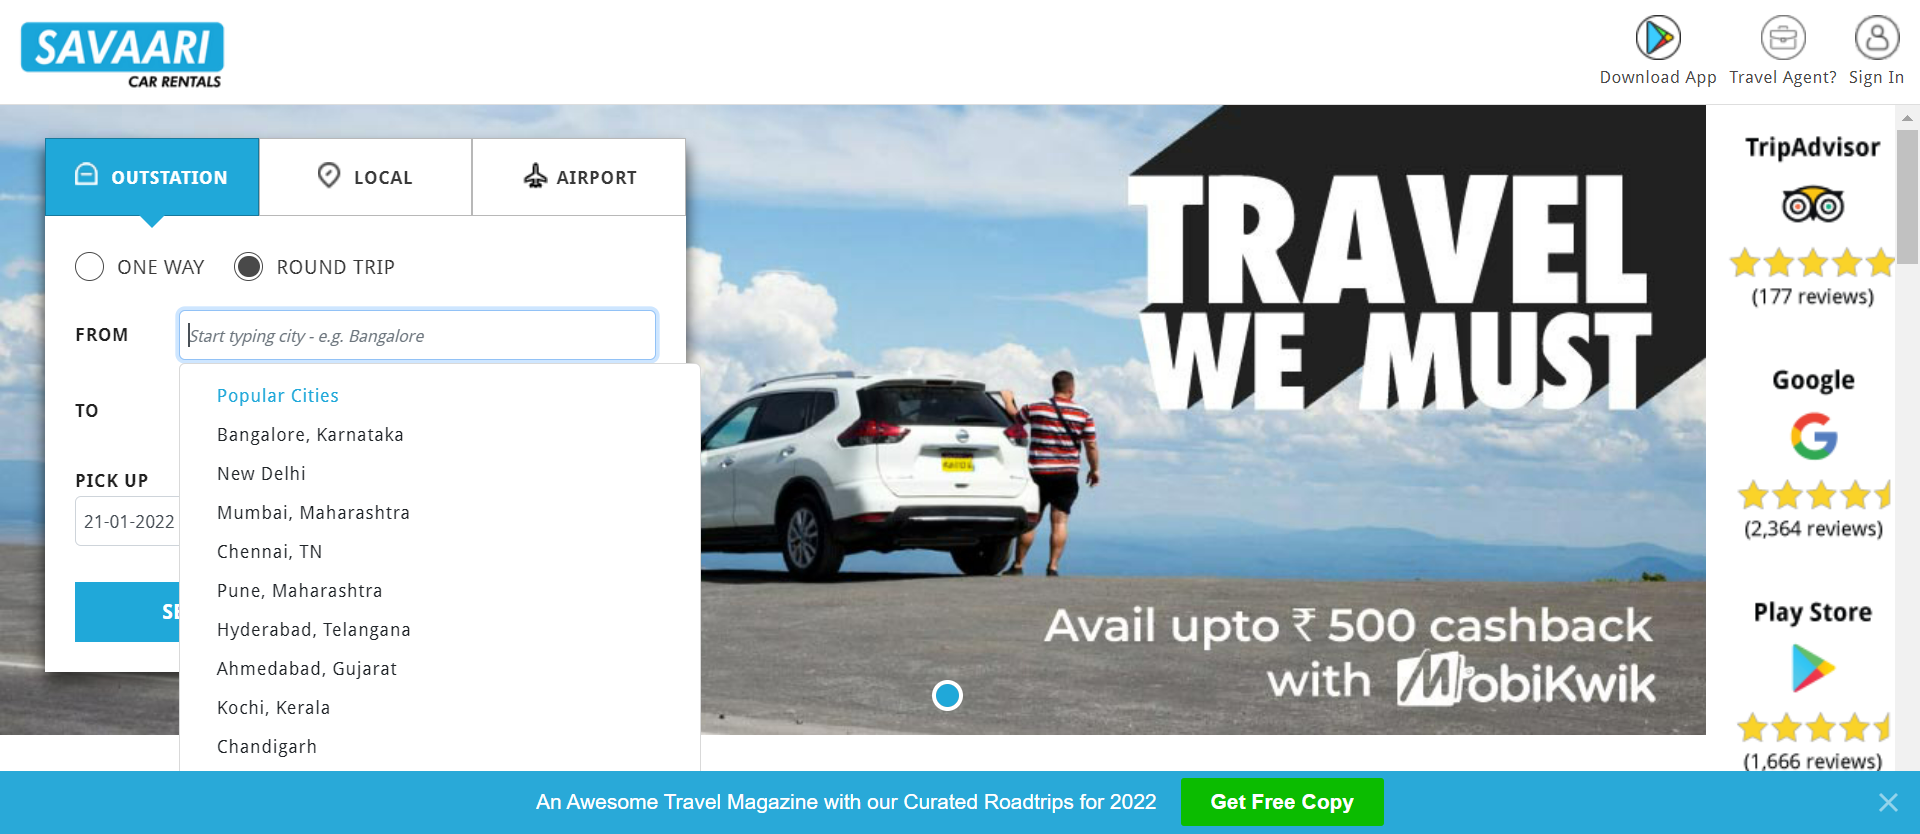 SAVAARI
CAR RENTALS
Download App
Travel Agent?
Sign In
OUTSTATION
LOCAL
AIRPORT
ONE WAY
ROUND TRIP
FROM
Start typing city - e.g. Bangalore
TO
PICK UP
21-01-2022
SE
Popular Cities
Bangalore, Karnataka
New Delhi
Mumbai, Maharashtra
Chennai, TN
Pune, Maharashtra
Hyderabad, Telangana
Ahmedabad, Gujarat
Kochi, Kerala
Chandigarh
TRAVEL
WE MUST
Avail upto ₹ 500 cashback
with MobiKwik
TripAdvisor
(177 reviews)
Google
(2,364 reviews)
Play Store
(1,666 reviews)
An Awesome Travel Magazine with our Curated Roadtrips for 2022
Get Free Copy